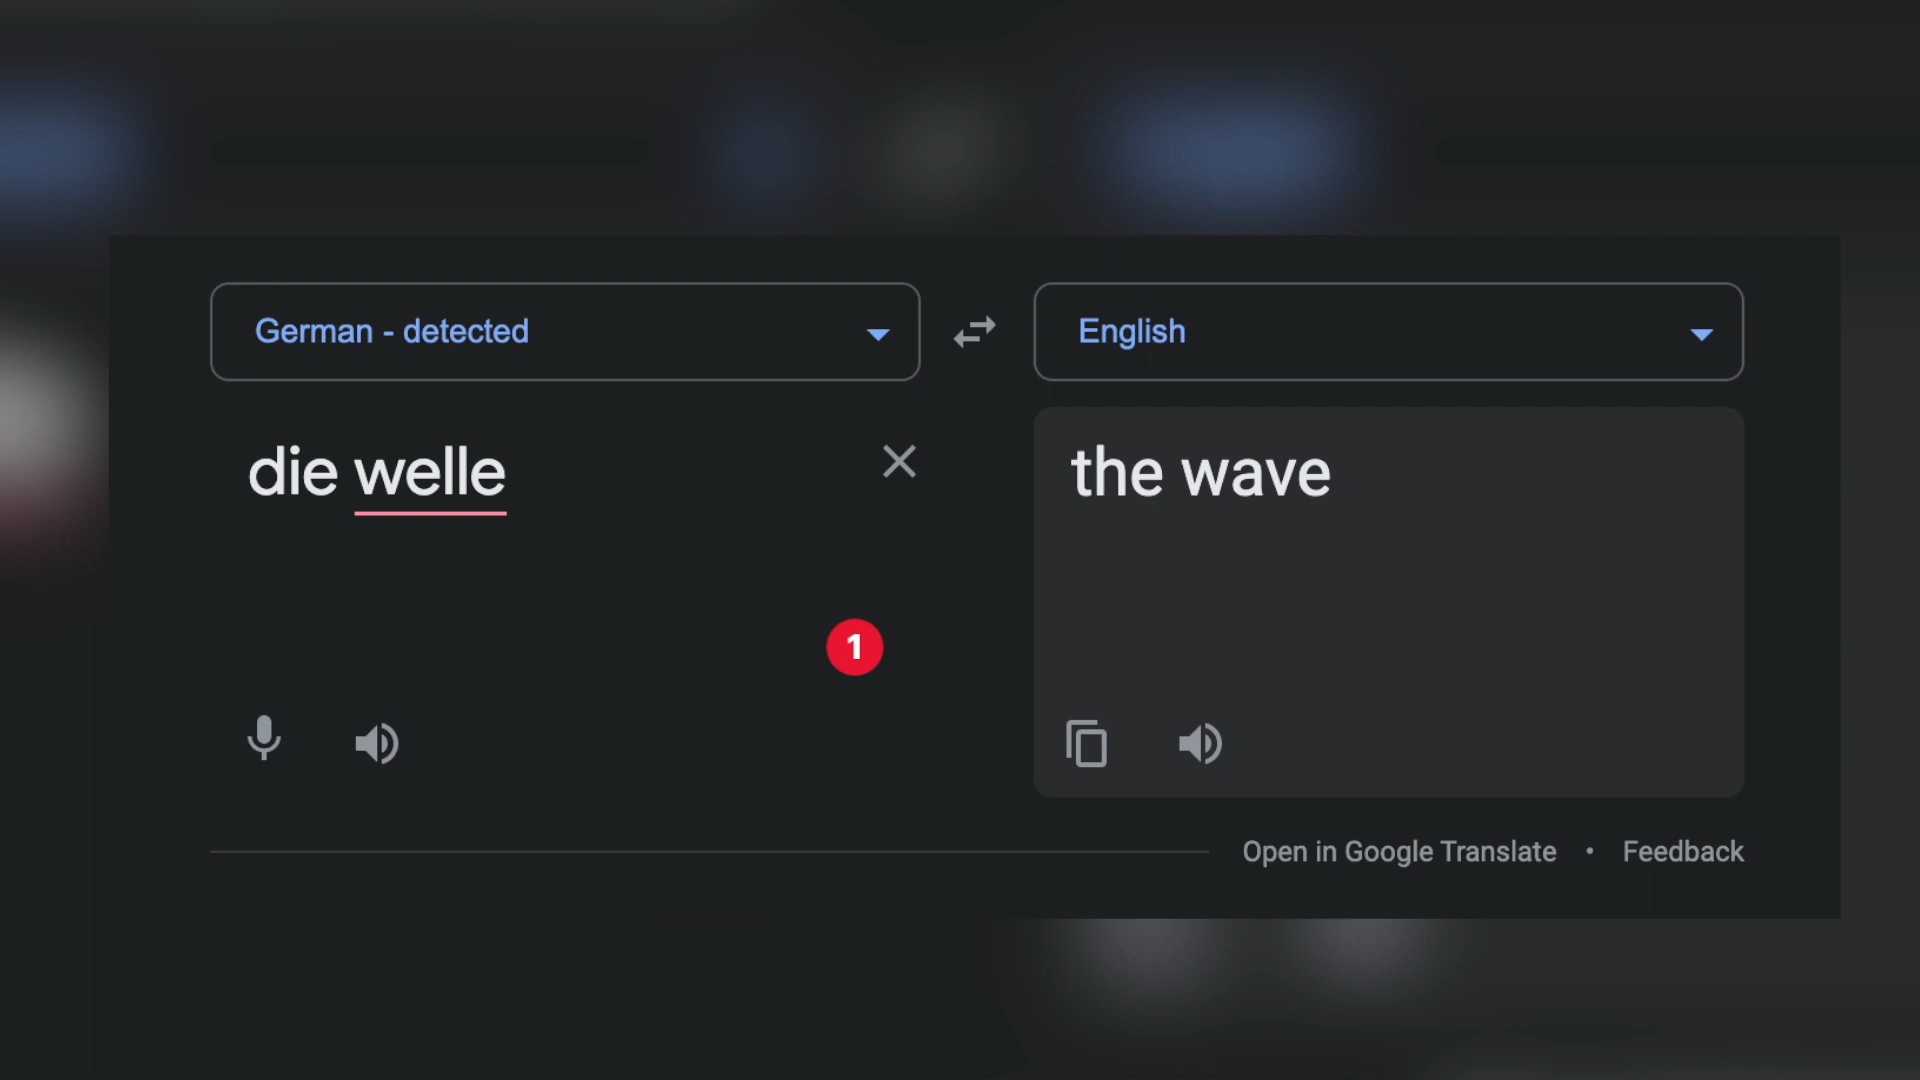 German - detected
English
die welle
the wave
1
Open in Google Translate • Feedback